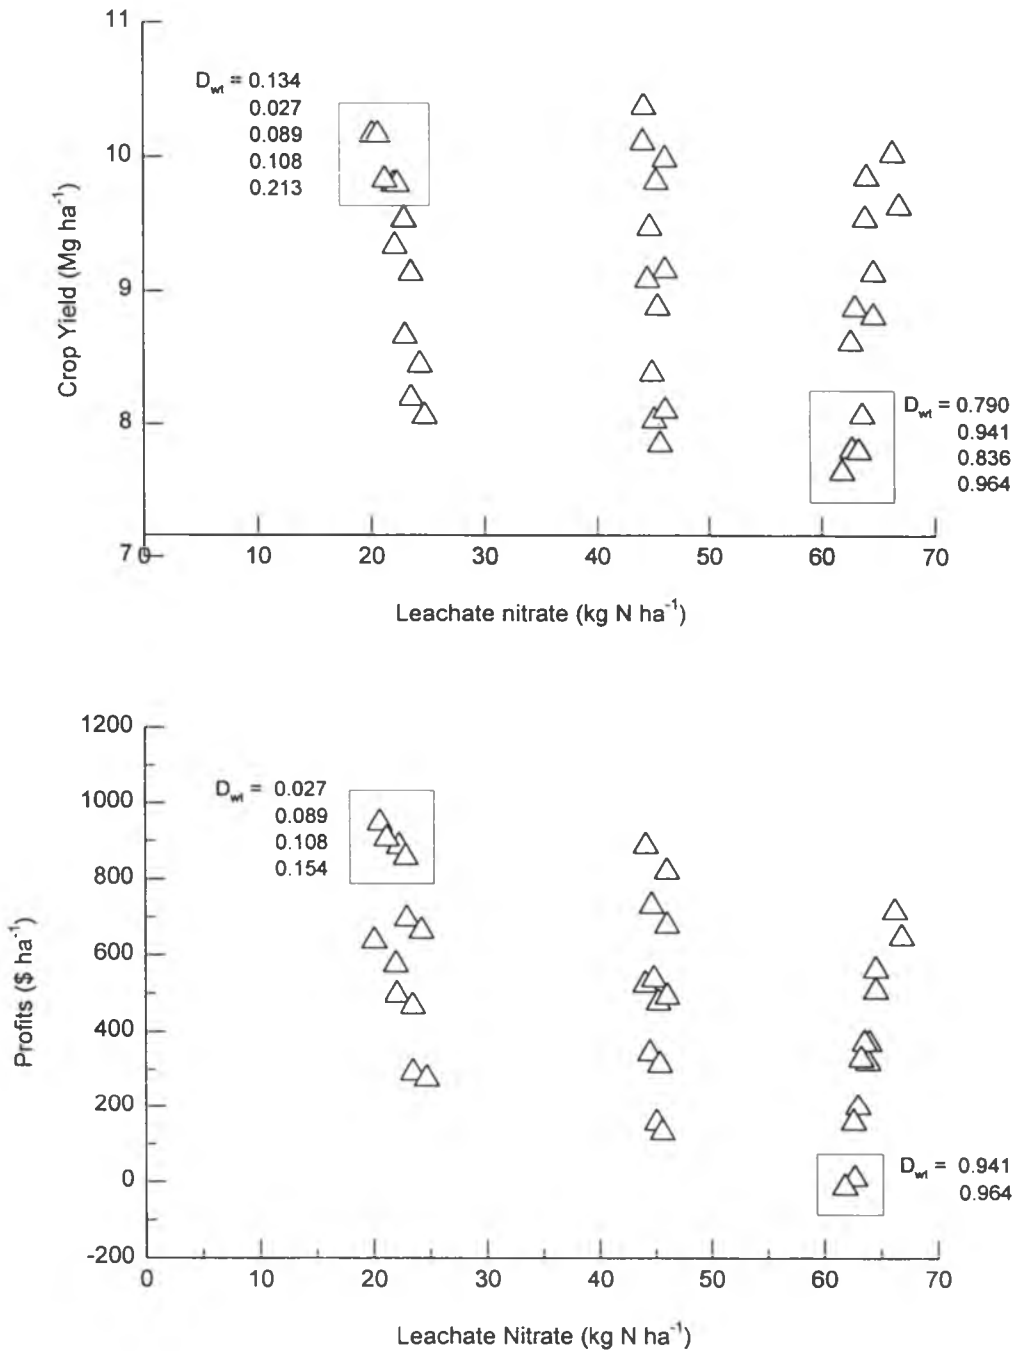 11
D_wt = 0.134
0.027
0.089
0.108
0.213
10
9
8
7
Crop Yield (Mg ha⁻¹)
D_wt = 0.790
0.941
0.836
0.964
0 10 20 30 40 50 60 70
Leachate nitrate (kg N ha⁻¹)
1200
1000
800
600
400
200
0
-200
Profits ($ ha⁻¹)
D_wt = 0.027
0.089
0.108
0.154
D_wt = 0.941
0.964
0 10 20 30 40 50 60 70
Leachate Nitrate (kg N ha⁻¹)